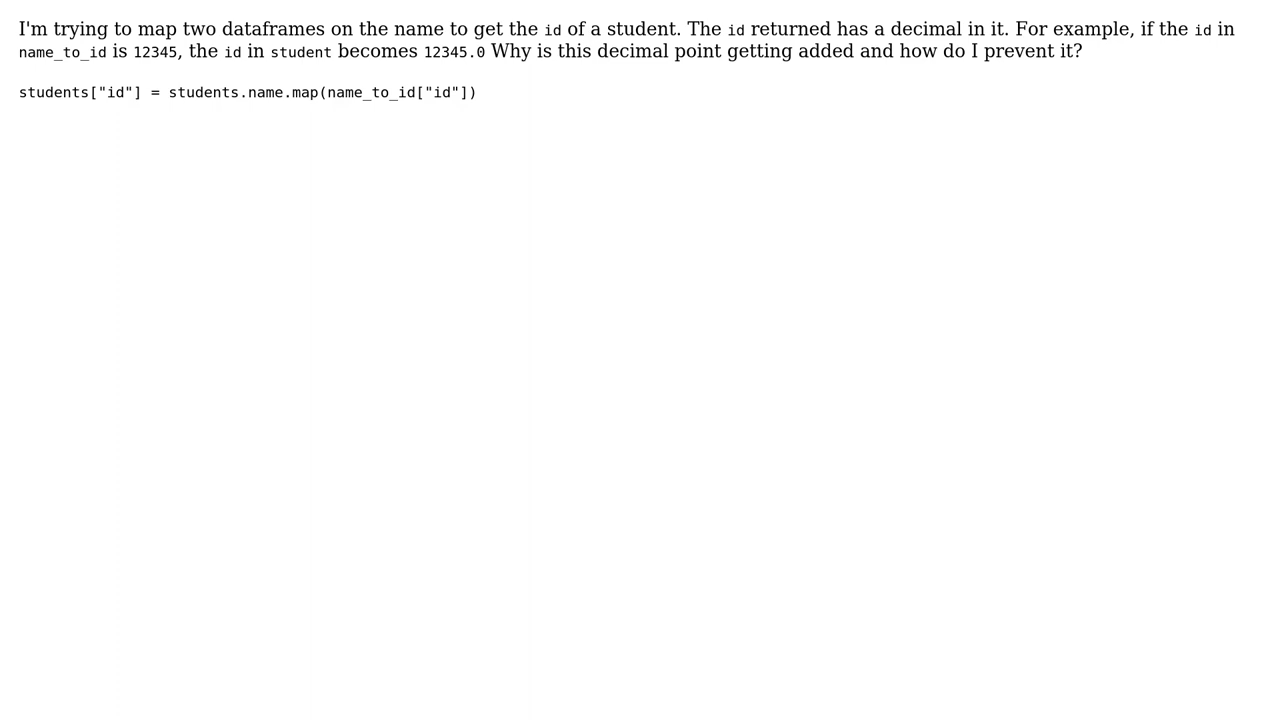 I'm trying to map two dataframes on the name to get the id of a student. The id returned has a decimal in it. For example, if the id in
name_to_id is 12345, the id in student becomes 12345.0 Why is this decimal point getting added and how do I prevent it?
students["id"] = students.name.map(name_to_id["id"])